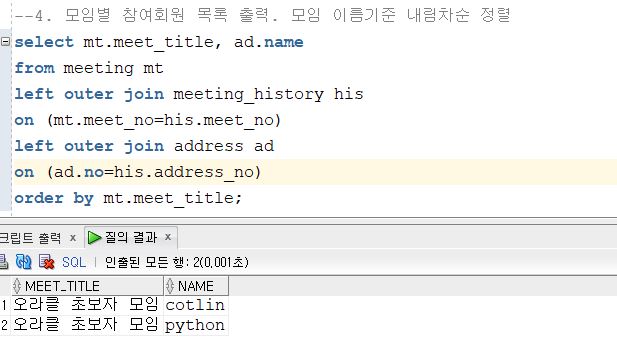 --4. 모임별 참여회원 목록 출력. 모임 이름기준 내림차순 정렬
select mt.meet_title, ad.name
from meeting mt
left outer join meeting_history his
on (mt.meet_no=his.meet_no)
left outer join address ad
on (ad.no=his.address_no)
order by mt.meet_title;
크립트 출력 x 질의 결과 x
SQL | 인출된 모든 행: 2(0,001초)
MEET_TITLE NAME
1 오라클 초보자 모임 cotlin
2 오라클 초보자 모임 python